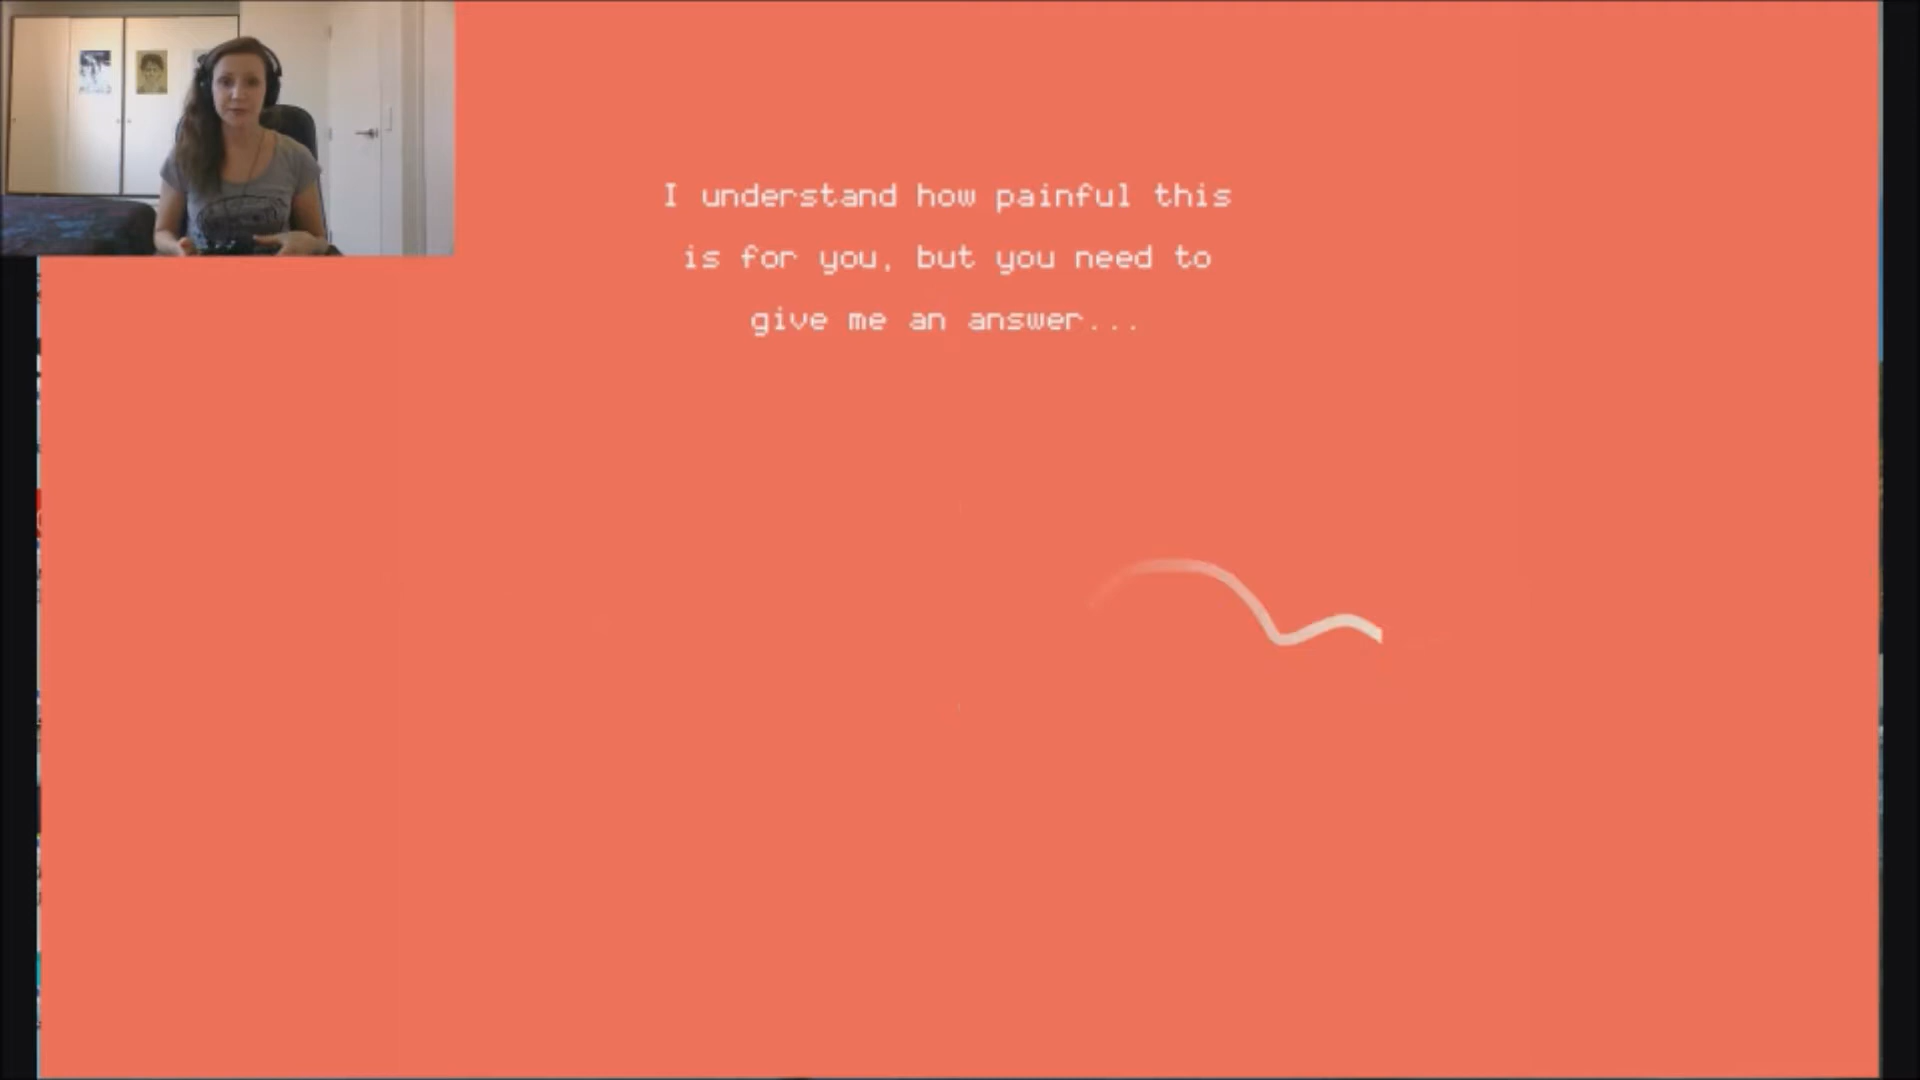 I understand how painful this
is for you, but you need to
give me an answer...